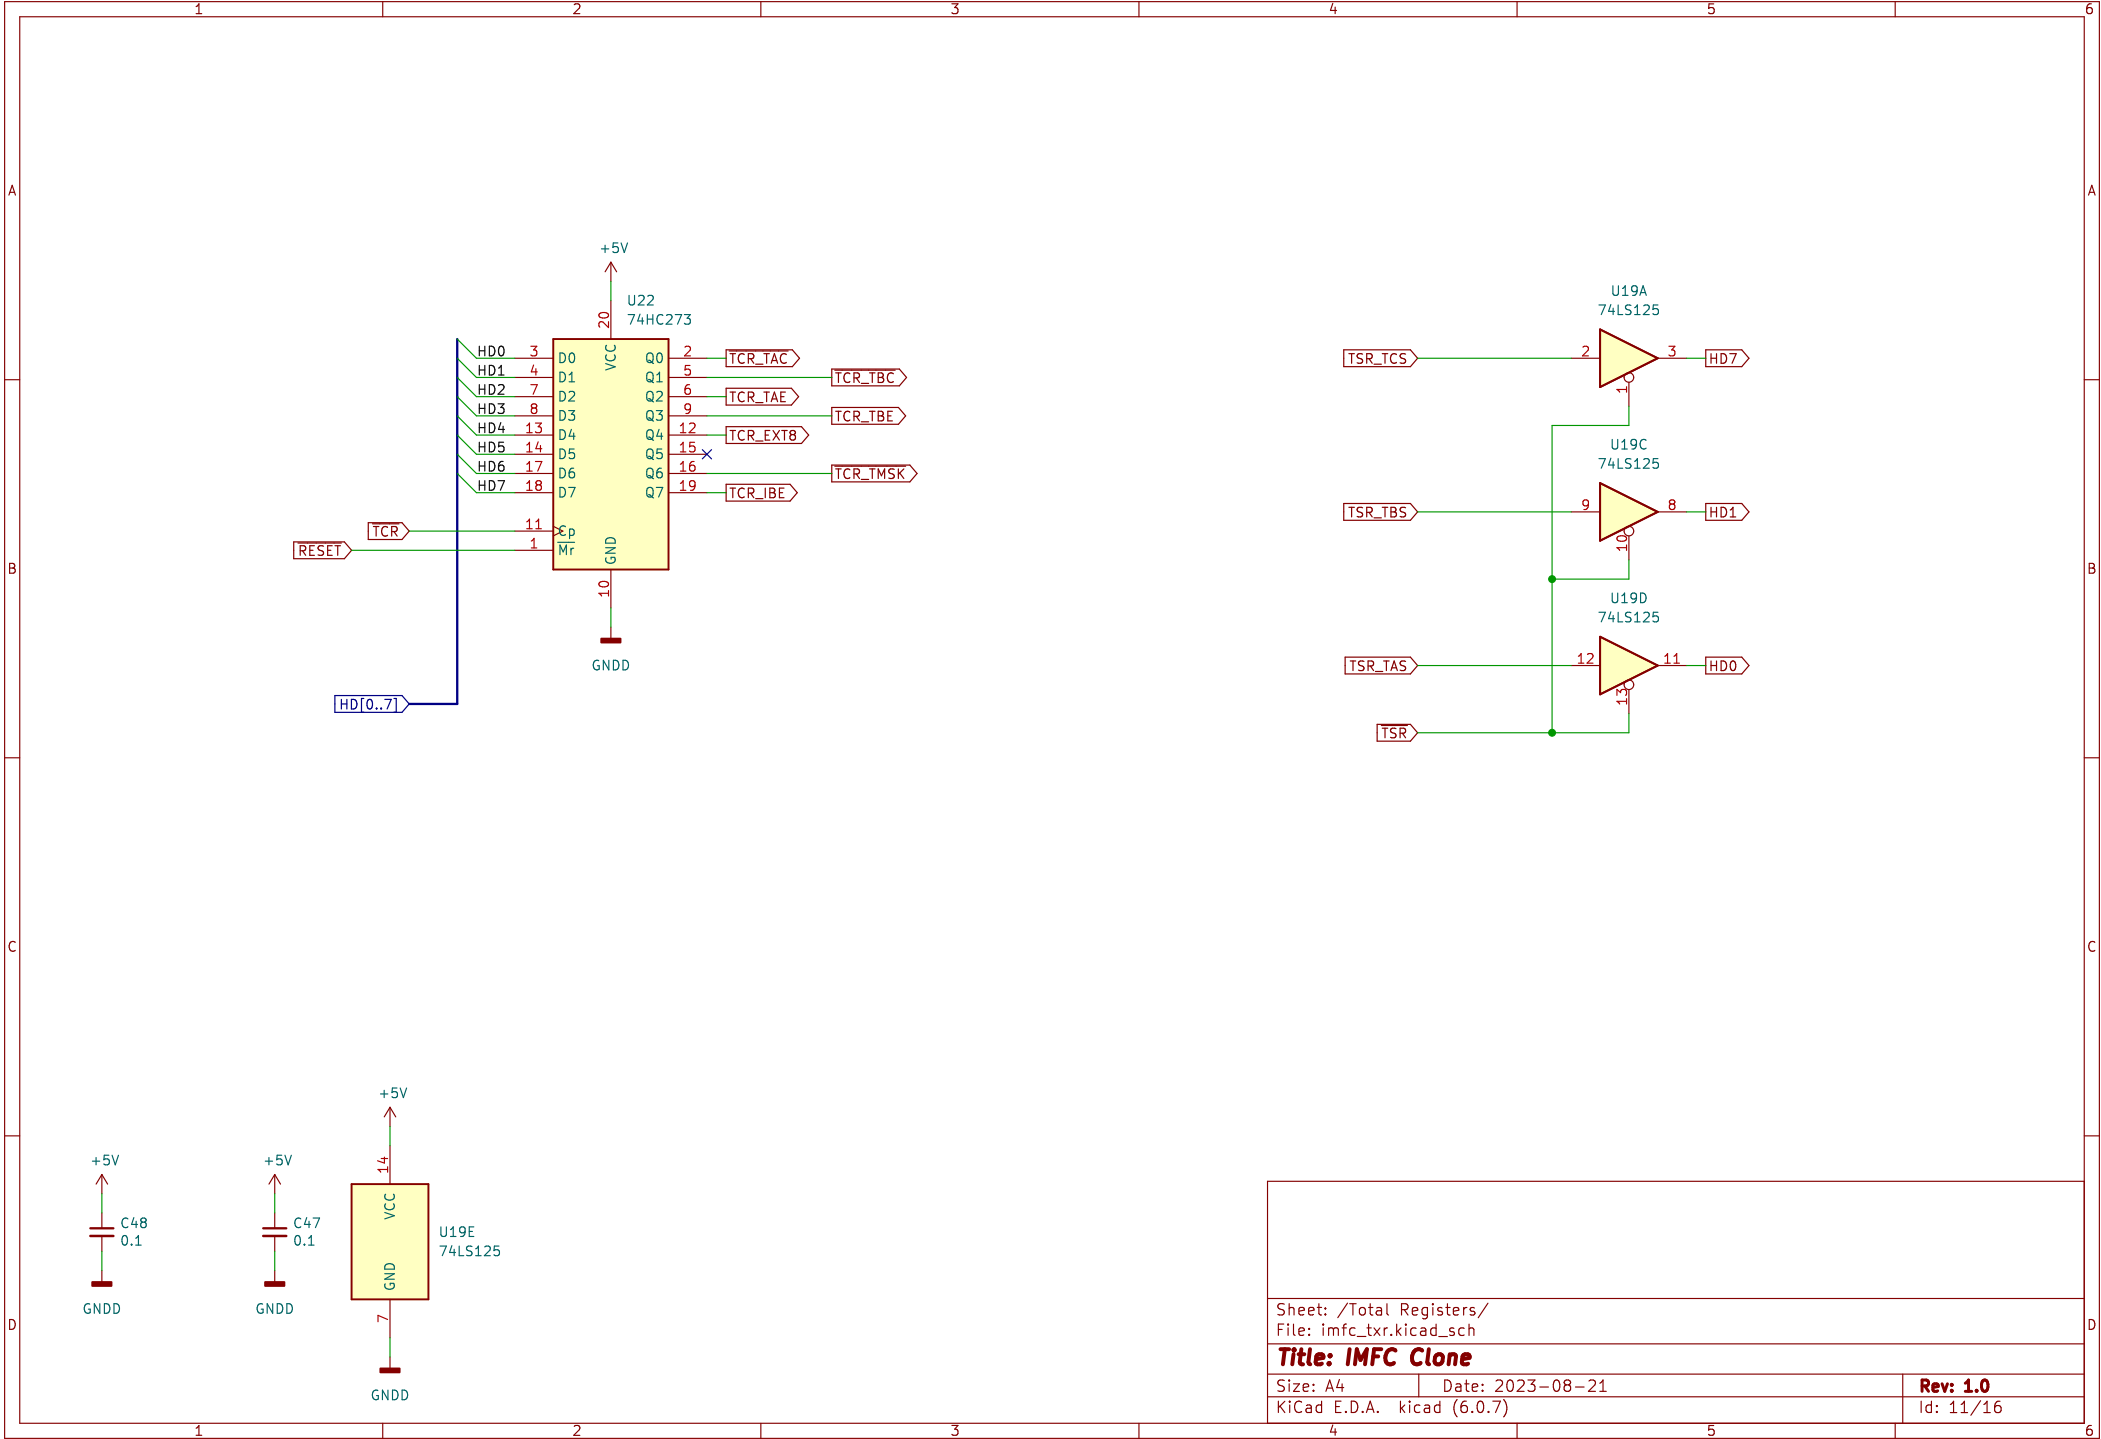 1 2 3 4 5 6
A A
B B
C C
D D
+5V
U22
74HC273
20
VCC
HD0 3 D0 Q0 2 TCR_TAC
HD1 4 D1 Q1 5 TCR_TBC
HD2 7 D2 Q2 6 TCR_TAE
HD3 8 D3 Q3 9 TCR_TBE
HD4 13 D4 Q4 12 TCR_EXT8
HD5 14 D5 Q5 15
HD6 17 D6 Q6 16 TCR_TMSK
HD7 18 D7 Q7 19 TCR_IBE
TCR 11 Cp
RESET 1 Mr
GND
10
GNDD
HD[0..7]
U19A
74LS125
TSR_TCS 2 3 HD7
1
U19C
74LS125
TSR_TBS 9 8 HD1
10
U19D
74LS125
TSR_TAS 12 11 HD0
13
TSR
+5V
C48
0.1
GNDD
+5V
C47
0.1
GNDD
+5V
14
VCC
U19E
74LS125
GND
7
GNDD
Sheet: /Total Registers/
File: imfc_txr.kicad_sch
Title: IMFC Clone
Size: A4 Date: 2023-08-21 Rev: 1.0
KiCad E.D.A. kicad (6.0.7) Id: 11/16
1 2 3 4 5 6